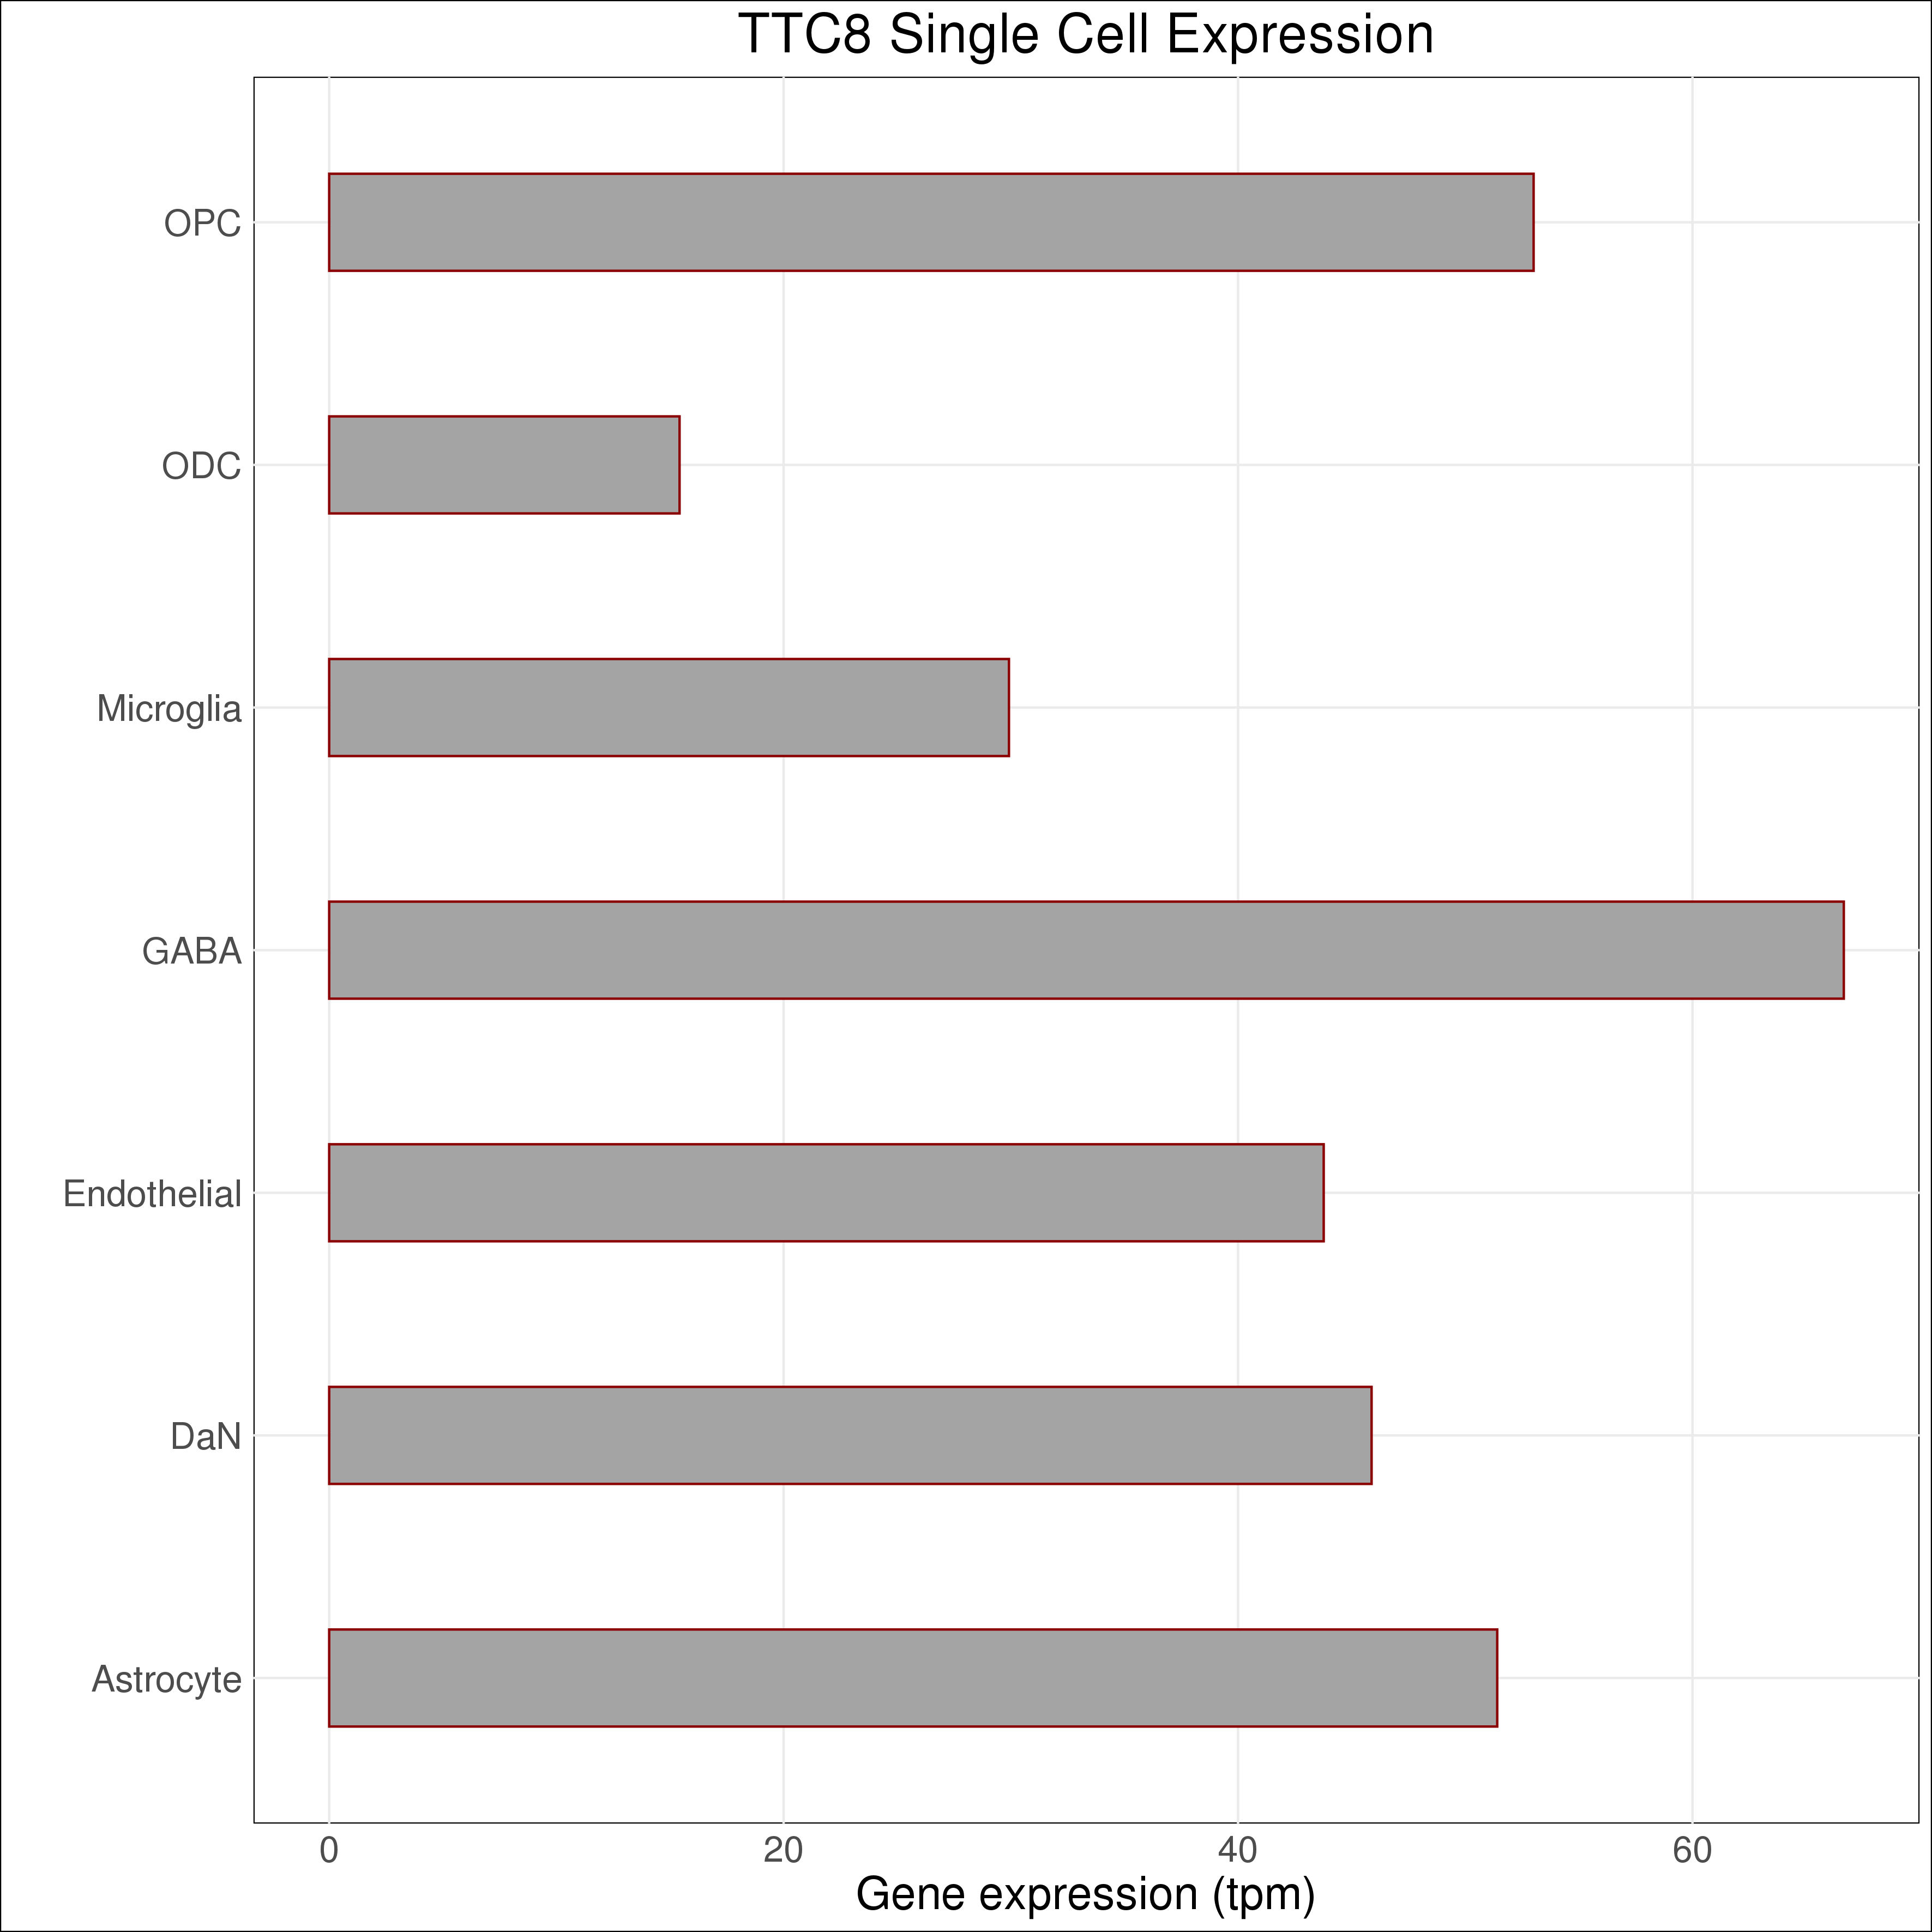 TTC8 Single Cell Expression
OPC
ODC
Microglia
GABA
Endothelial
DaN
Astrocyte
0 20 40 60
Gene expression (tpm)